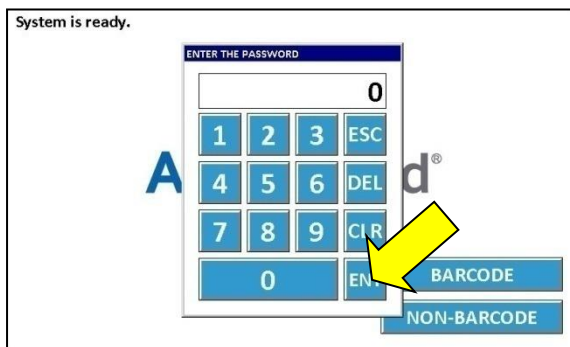 System is ready.
ENTER THE PASSWORD
0
1 2 3 ESC
4 5 6 DEL
7 8 9 CLR
0
BARCODE
NON-BARCODE